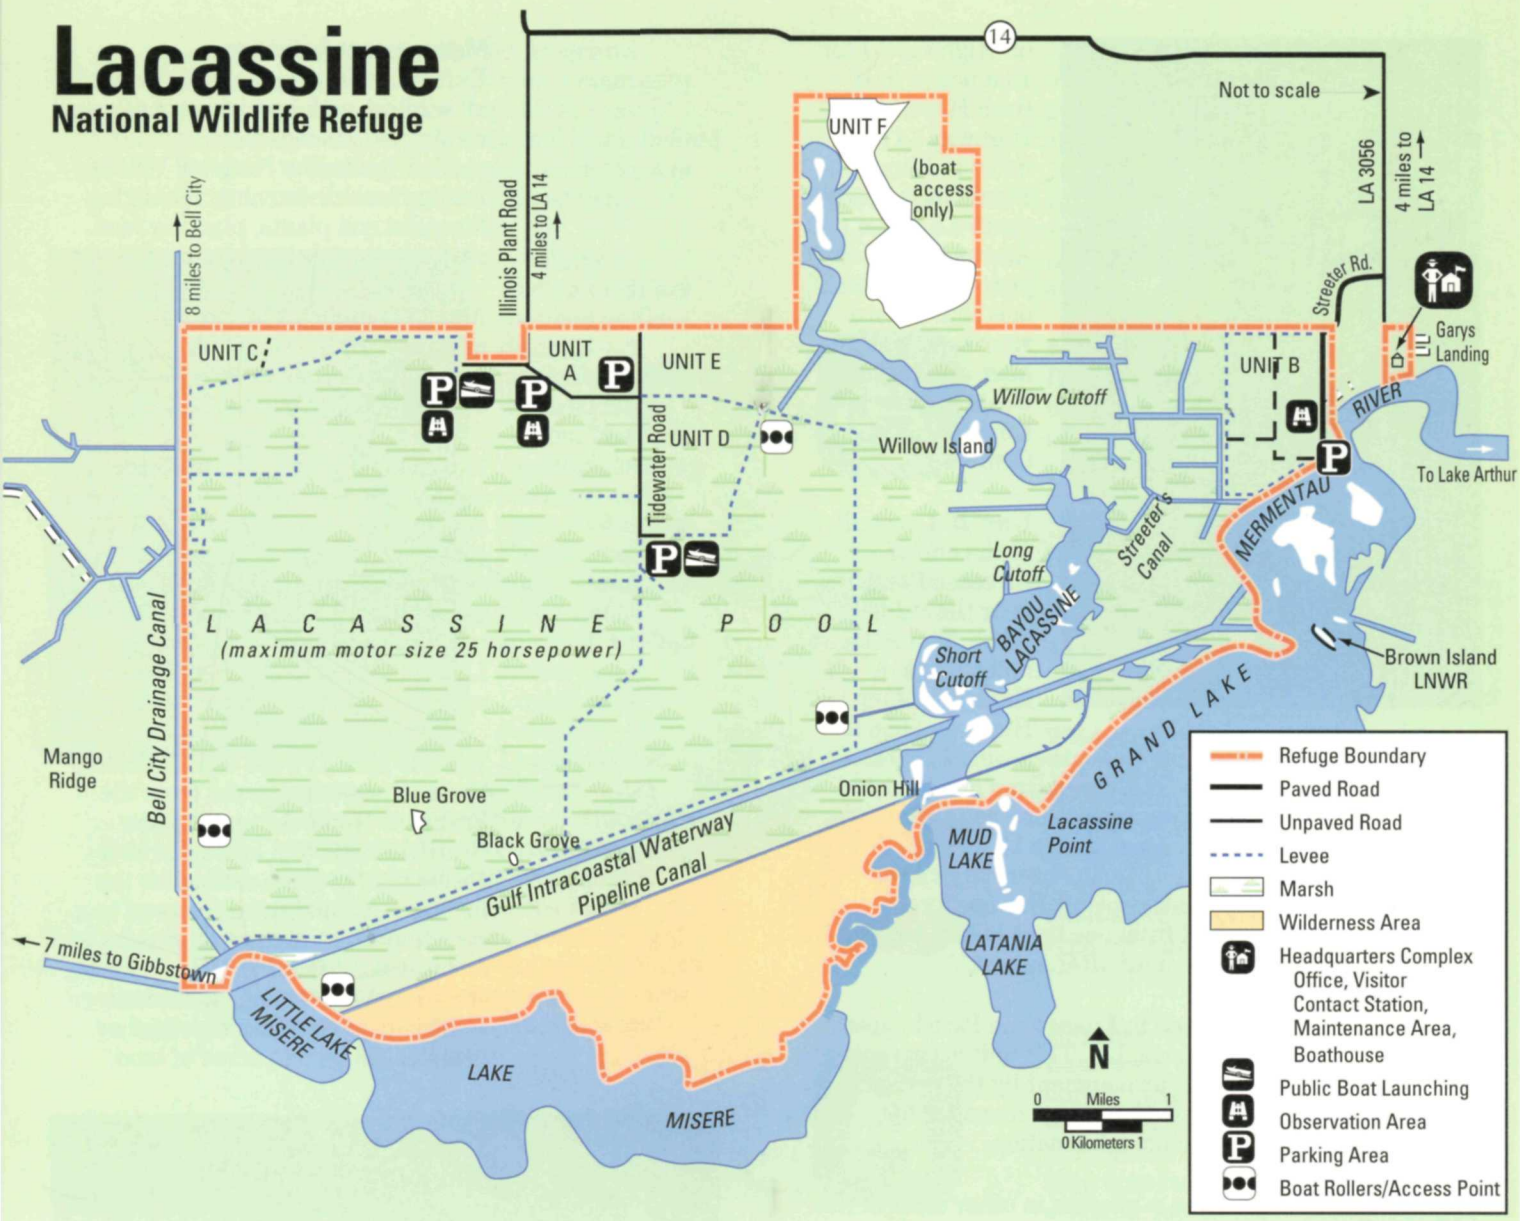 Lacassine
National Wildlife Refuge
14
Not to scale
8 miles to Bell City
Illinois Plant Road
4 miles to LA 14
LA 3056
4 miles to
LA 14
Streeter Rd.
UNIT F
(boat
access
only)
Garys
Landing
UNIT C
UNIT
A
P
UNIT E
UNIT B
P
P
Willow Cutoff
RIVER
UNIT D
Tidewater Road
Willow Island
P
To Lake Arthur
MERMENTAU
Streeter's
Canal
P
Long
Cutoff
BAYOU
LACASSINE
LACASSINE POOL
(maximum motor size 25 horsepower)
Short
Cutoff
Brown Island
LNWR
Bell City Drainage Canal
Mango
Ridge
GRAND LAKE
Onion Hill
Blue Grove
Black Grove
Gulf Intracoastal Waterway
Pipeline Canal
MUD
LAKE
Lacassine
Point
LATANIA
LAKE
7 miles to Gibbstown
LITTLE LAKE
MISERE
LAKE
MISERE
N
0 Miles 1
0 Kilometers 1
Refuge Boundary
Paved Road
Unpaved Road
Levee
Marsh
Wilderness Area
Headquarters Complex
Office, Visitor
Contact Station,
Maintenance Area,
Boathouse
Public Boat Launching
Observation Area
P Parking Area
Boat Rollers/Access Point